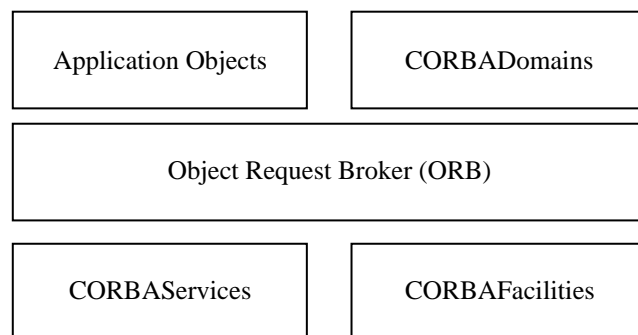 Application Objects
CORBADomains
Object Request Broker (ORB)
CORBAServices
CORBAFacilities